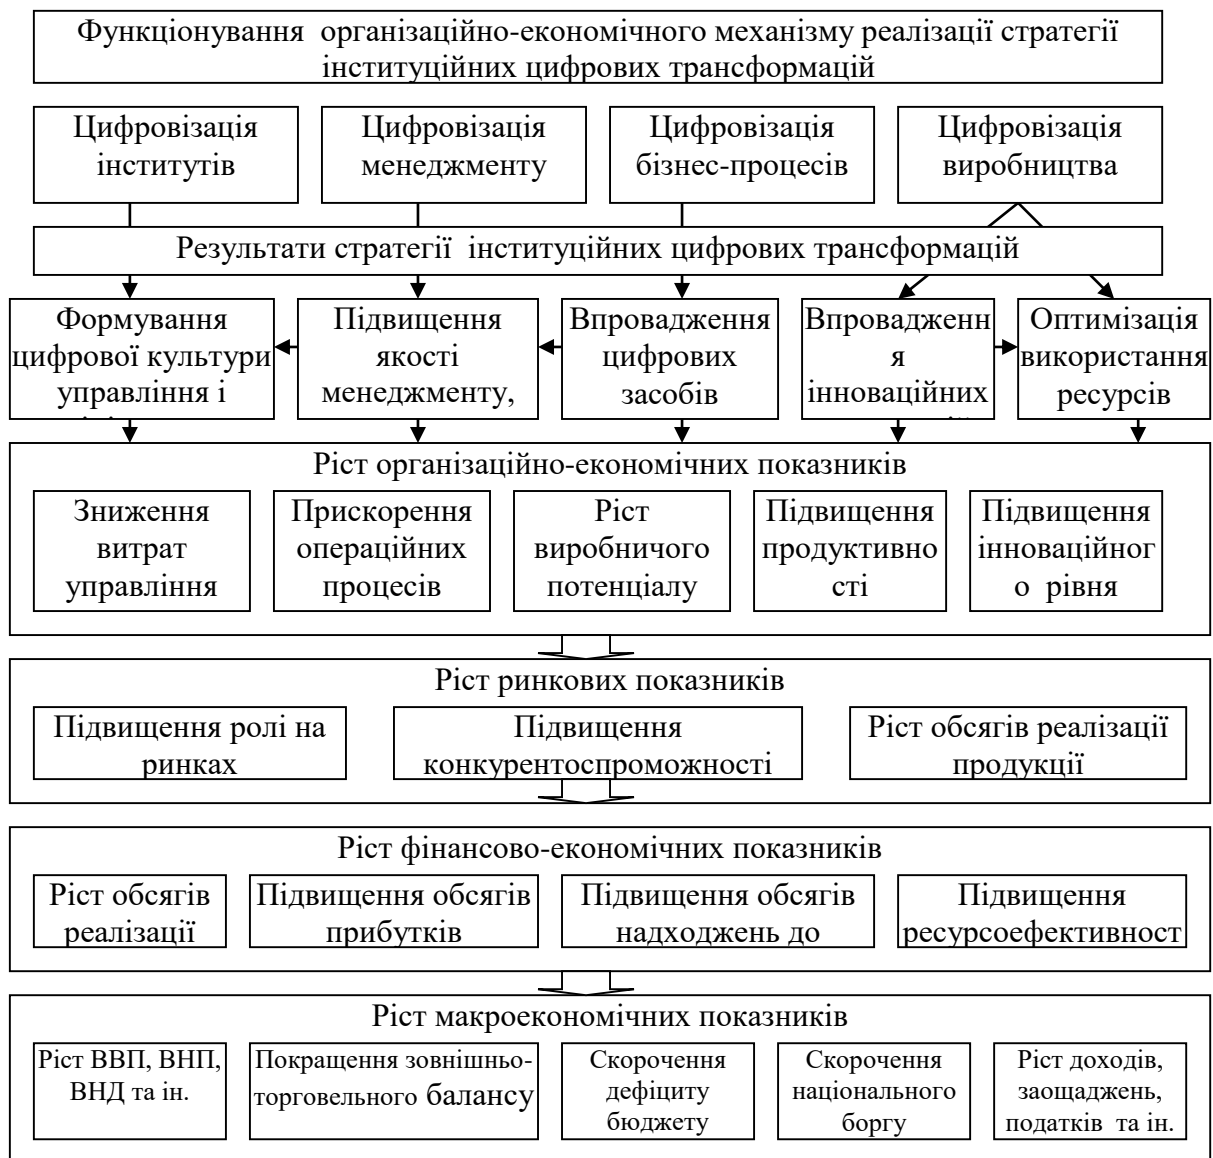 Функціонування організаційно-економічного механізму реалізації стратегії
інституційних цифрових трансформацій
Цифровізація
інститутів
Цифровізація
менеджменту
Цифровізація
бізнес-процесів
Цифровізація
виробництва
Результати стратегії інституційних цифрових трансформацій
Формування
цифрової культури
управління і
Підвищення
якості
менеджменту,
Впровадження
цифрових
засобів
Впровадженн
я
інноваційних
Оптимізація
використання
ресурсів
Ріст організаційно-економічних показників
Зниження
витрат
управління
Прискорення
операційних
процесів
Ріст
виробничого
потенціалу
Підвищення
продуктивно
сті
Підвищення
інноваційног
о рівня
Ріст ринкових показників
Підвищення ролі на
ринках
Підвищення
конкурентоспроможності
Ріст обсягів реалізації
продукції
Ріст фінансово-економічних показників
Ріст обсягів
реалізації
Підвищення обсягів
прибутків
Підвищення обсягів
надходжень до
Підвищення
ресурсоефективност
Ріст макроекономічних показників
Ріст ВВП, ВНП,
ВНД та ін.
Покращення зовнішньо-
торговельного балансу
Скорочення
дефіциту
бюджету
Скорочення
національного
боргу
Ріст доходів,
заощаджень,
податків та ін.